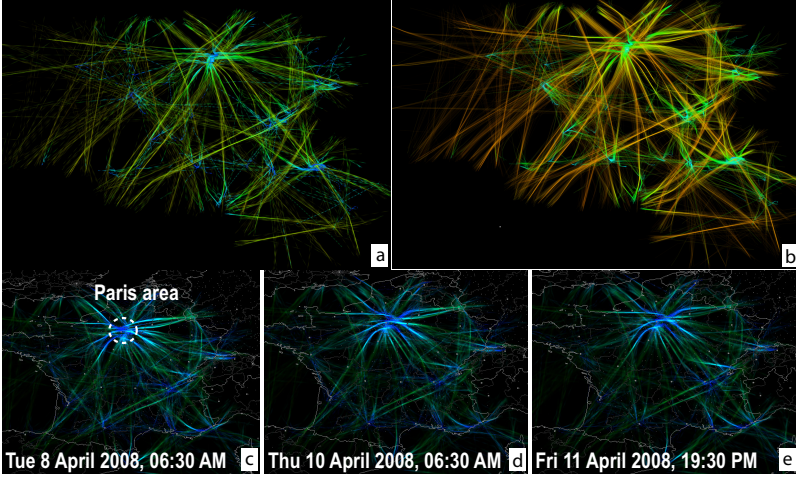 a
b
Paris area
Tue 8 April 2008, 06:30 AM
c
Thu 10 April 2008, 06:30 AM
d
Fri 11 April 2008, 19:30 PM
e